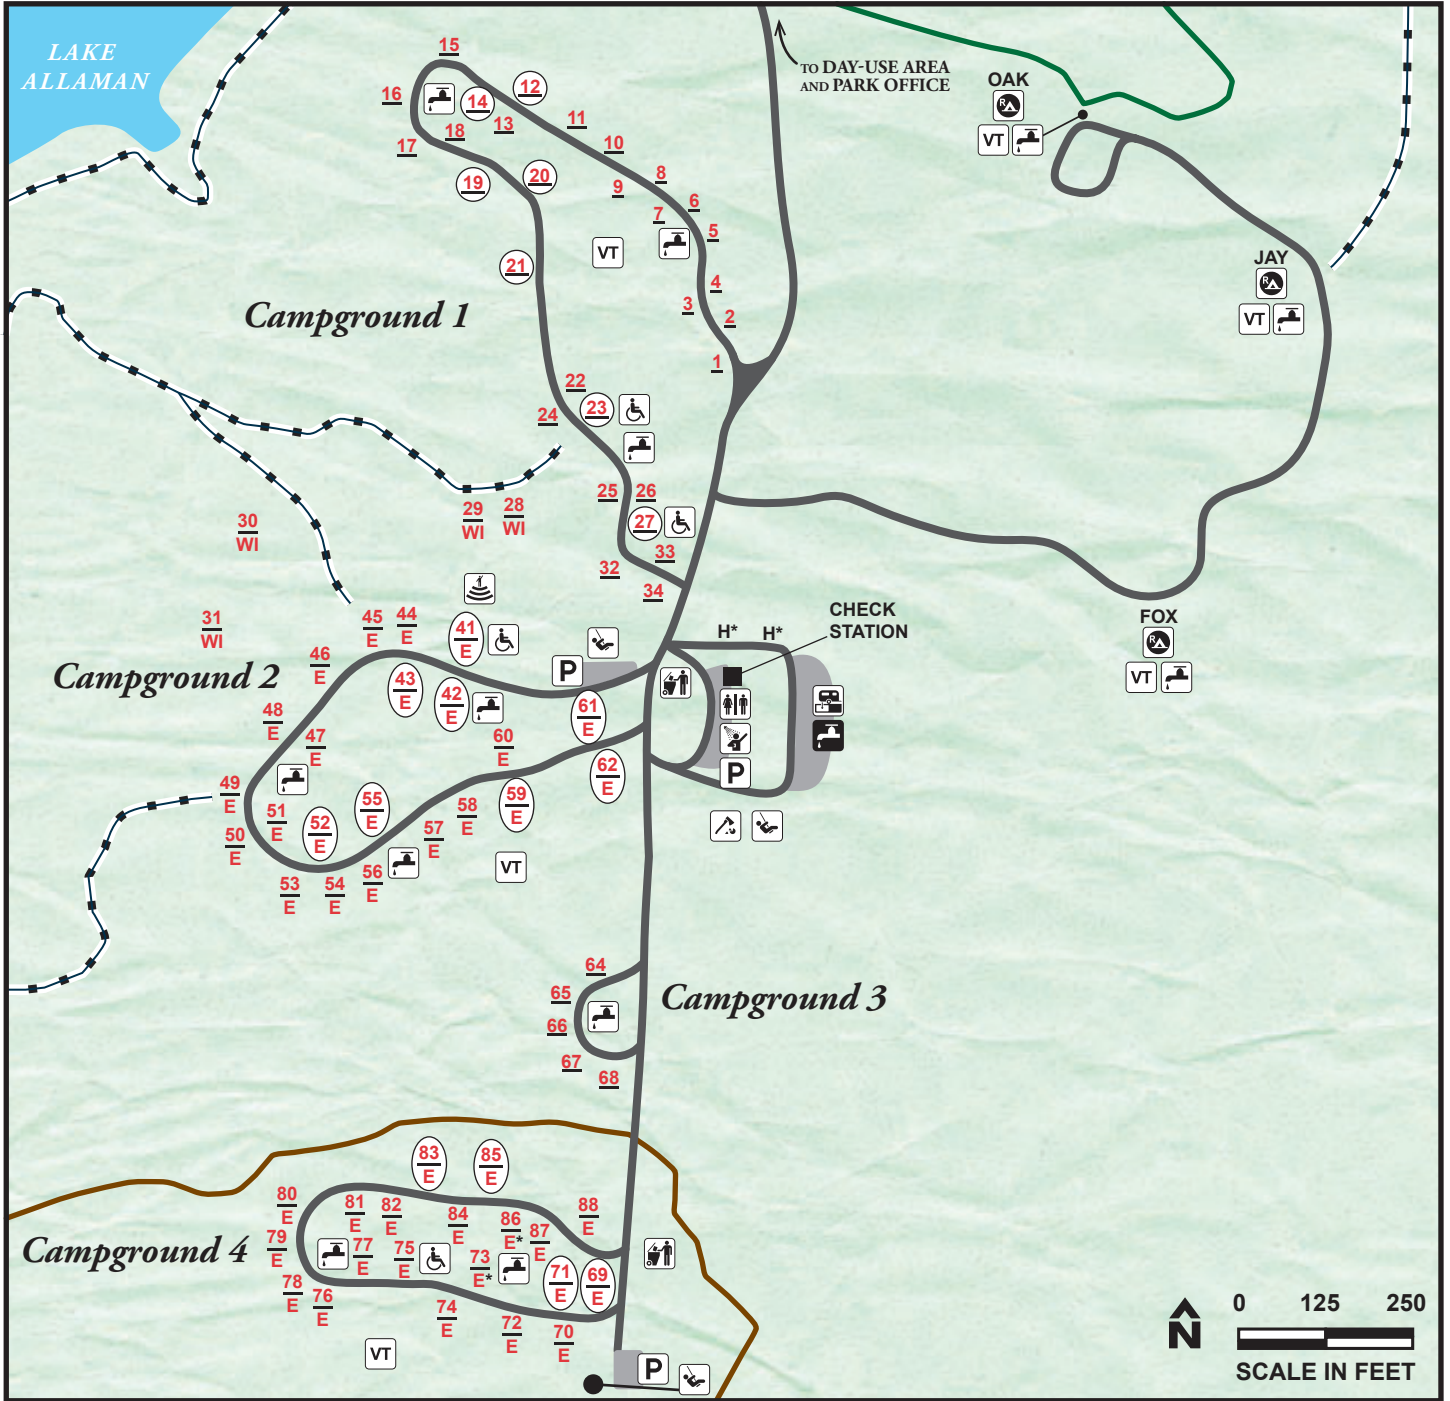 LAKE
ALLAMAN
TO DAY-USE AREA
AND PARK OFFICE
OAK
VT
JAY
VT
FOX
VT
15
16
14
12
13
11
18
17
10
19
20
9
8
7
6
5
VT
21
4
3
2
1
Campground 1
22
23
24
25
26
27
28
WI
29
WI
30
WI
31
WI
32
33
34
H*
H*
CHECK
STATION
P
P
Campground 2
41
E
42
E
43
E
44
E
45
E
46
E
47
E
48
E
49
E
50
E
51
E
52
E
53
E
54
E
55
E
56
E
57
E
58
E
59
E
60
E
61
E
62
E
VT
64
65
66
67
68
Campground 3
Campground 4
69
E
70
E
71
E
72
E
73
E*
74
E
75
E
76
E
77
E
78
E
79
E
80
E
81
E
82
E
83
E
84
E
85
E
86
E*
87
E
88
E
VT
P
N
0 125 250
SCALE IN FEET